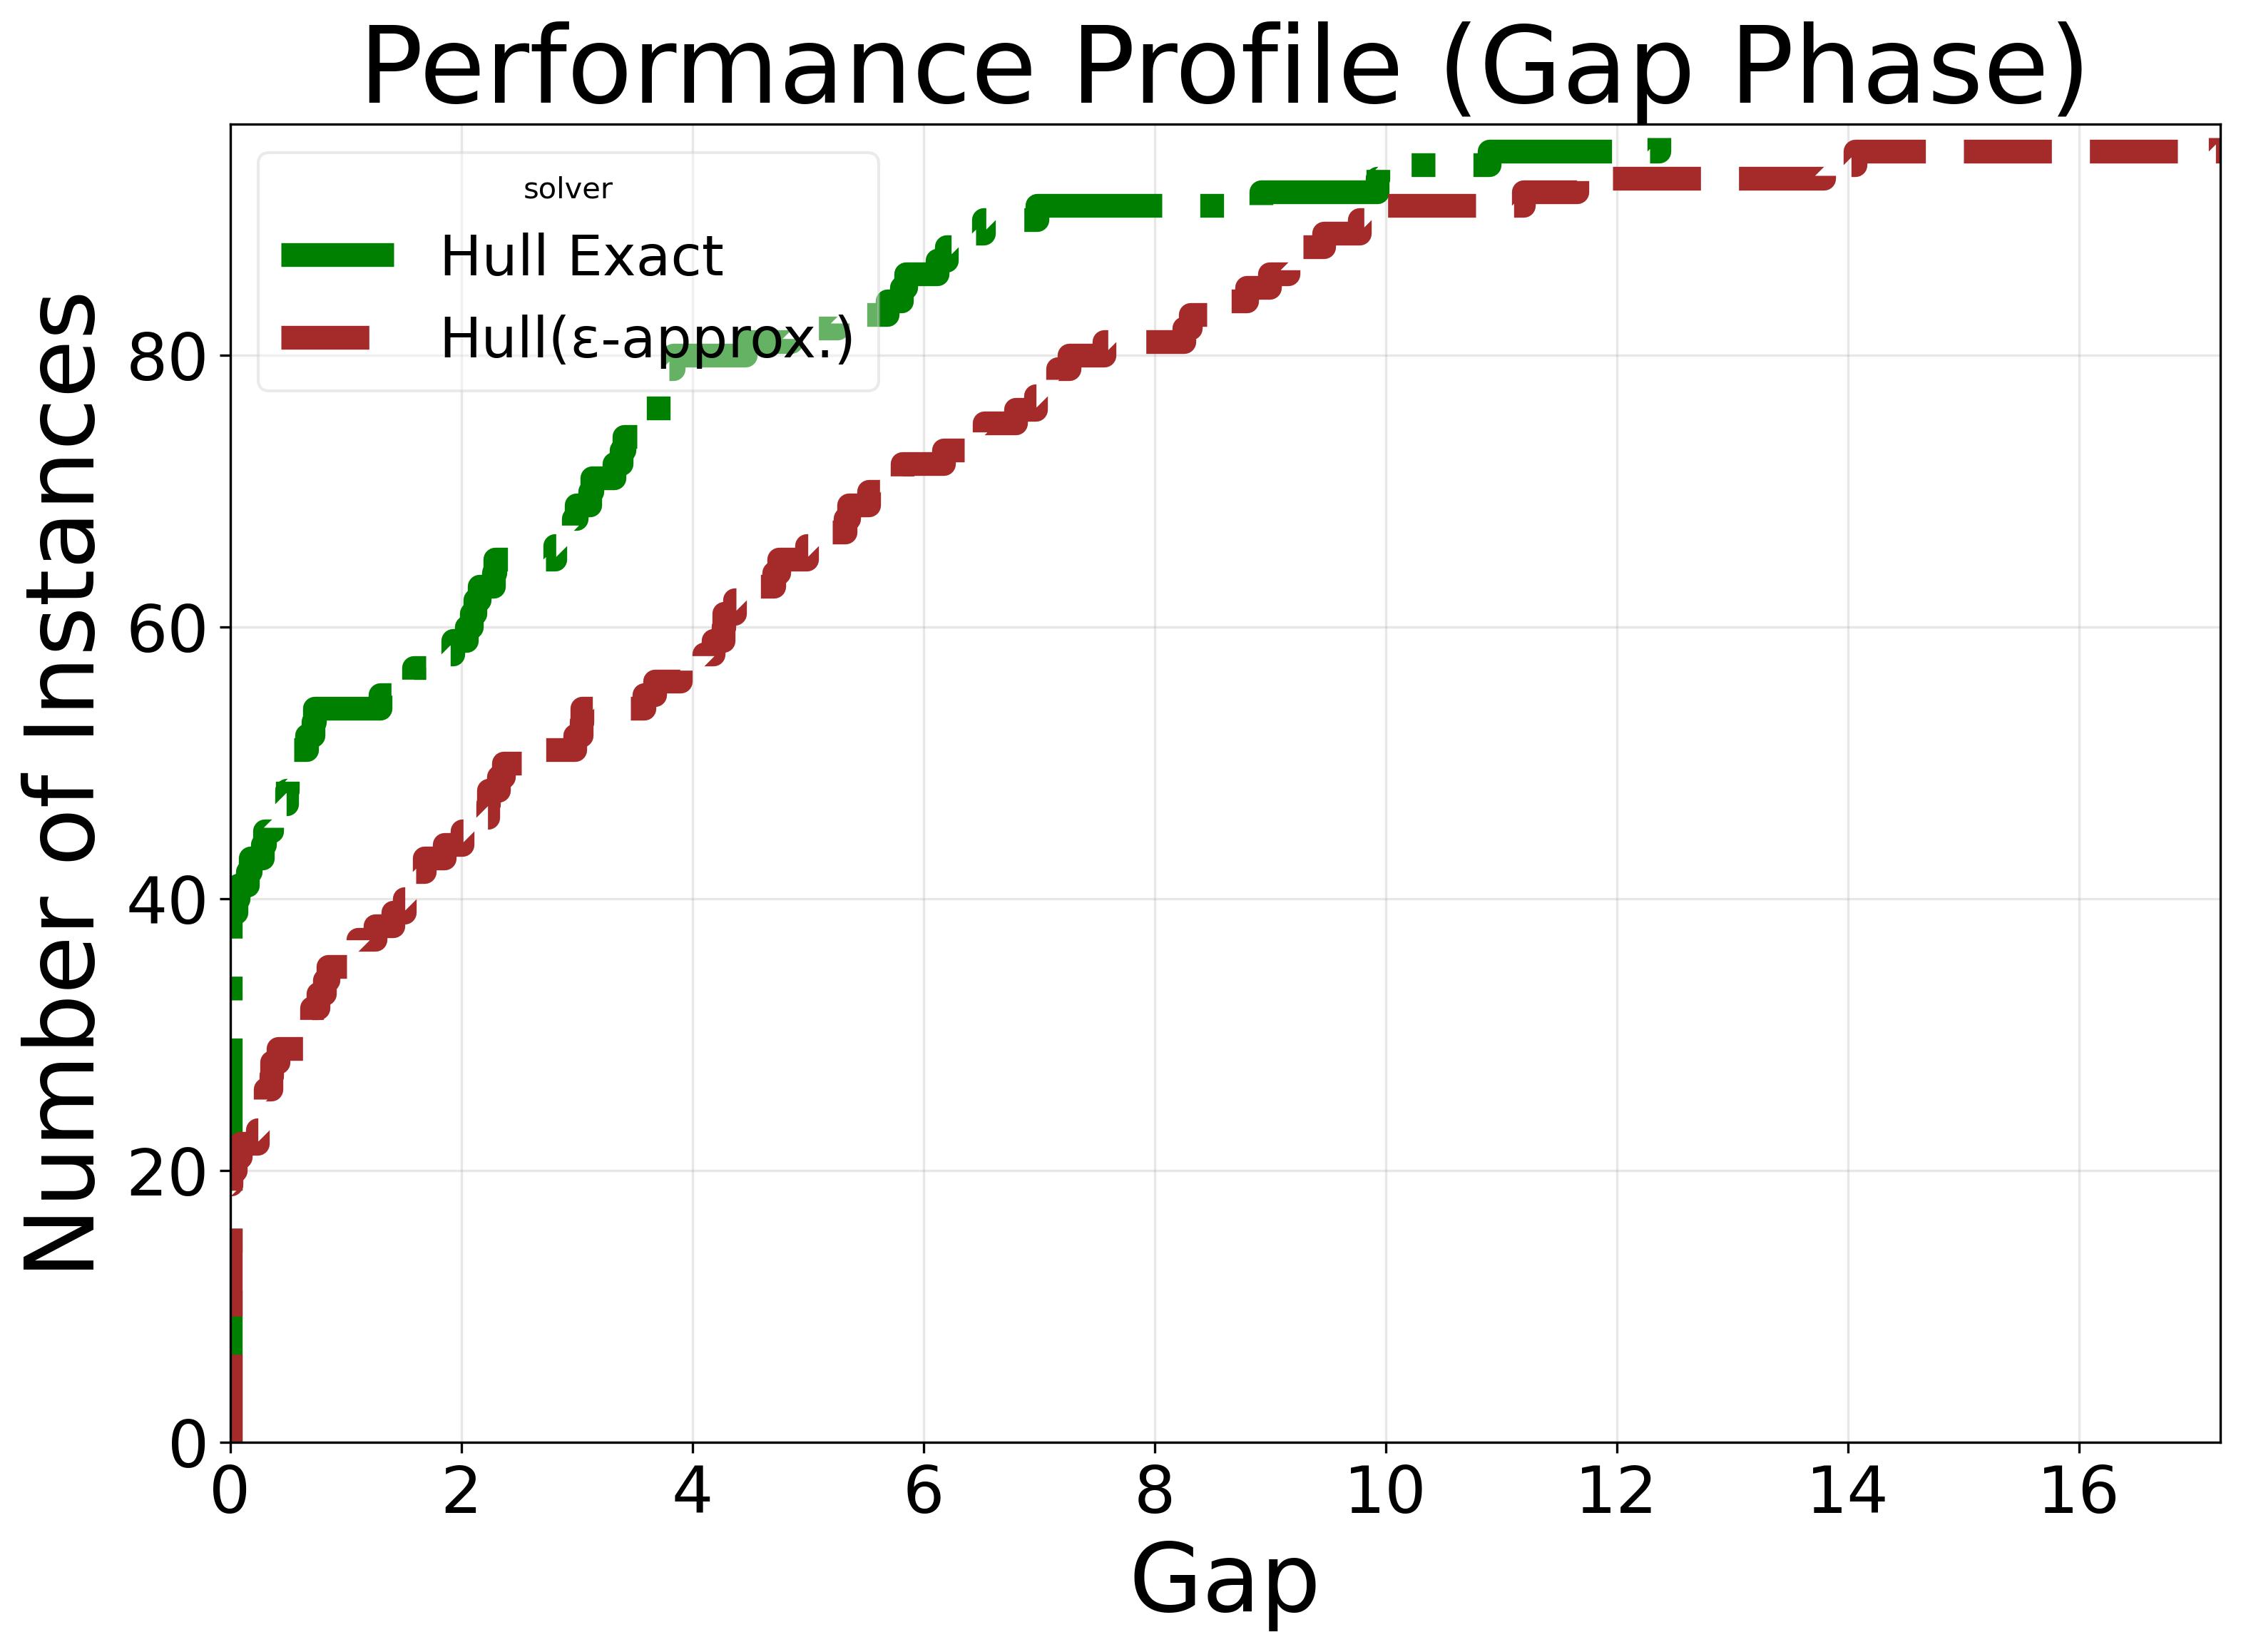 Performance Profile (Gap Phase)
solver
Hull Exact
Hull(ε-approx.)
Number of Instances
80
60
40
20
0
0 2 4 6 8 10 12 14 16
Gap